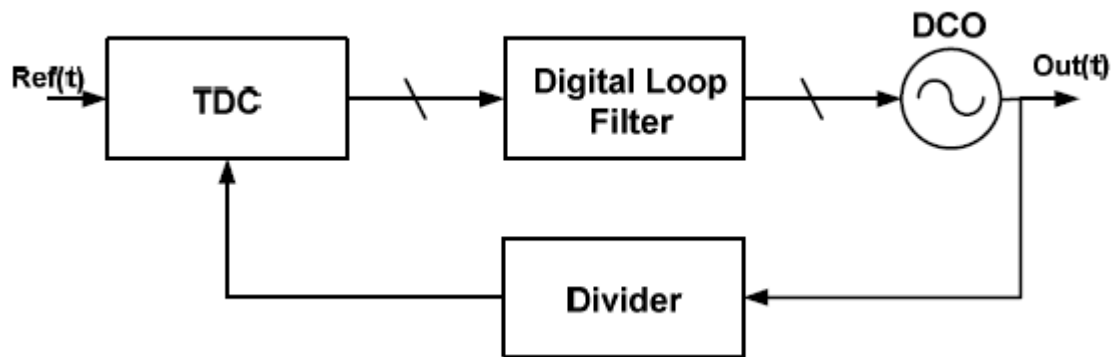 DCO
Ref(t)
TDC
Digital Loop
Filter
Out(t)
Divider